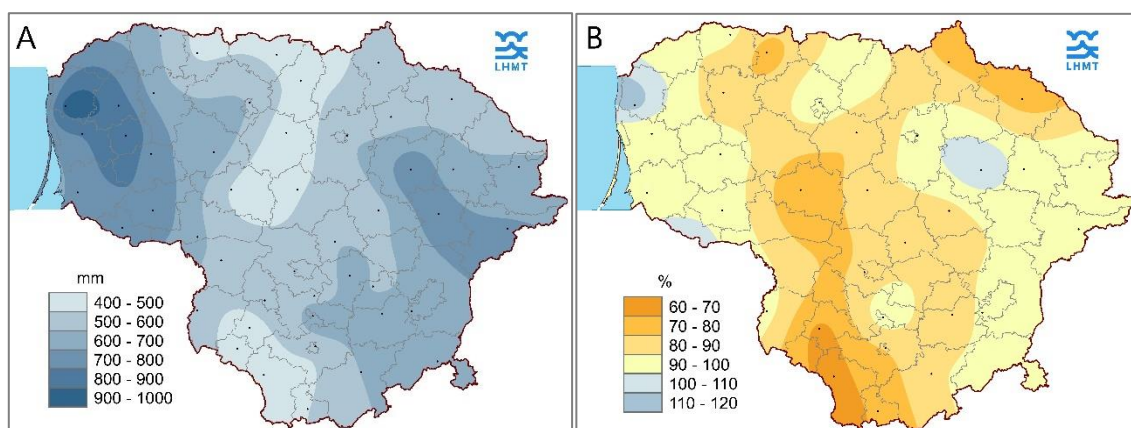 A
LHMT
mm
400 - 500
500 - 600
600 - 700
700 - 800
800 - 900
900 - 1000
B
LHMT
%
60 - 70
70 - 80
80 - 90
90 - 100
100 - 110
110 - 120